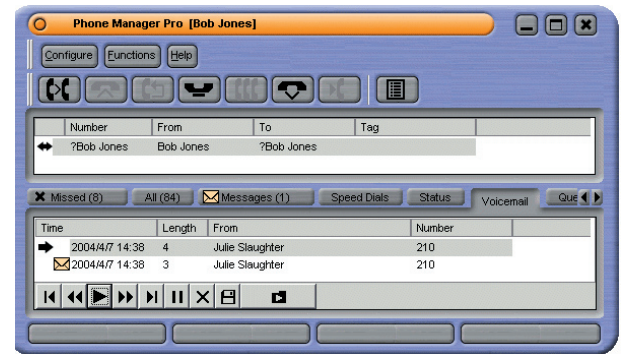 Phone Manager Pro [Bob Jones]
Configure Functions Help
Number From To Tag
?Bob Jones Bob Jones ?Bob Jones
Missed (8) All (84) Messages (1) Speed Dials Status Voicemail Que
Time Length From Number
2004/4/7 14:38 4 Julie Slaughter 210
2004/4/7 14:38 3 Julie Slaughter 210